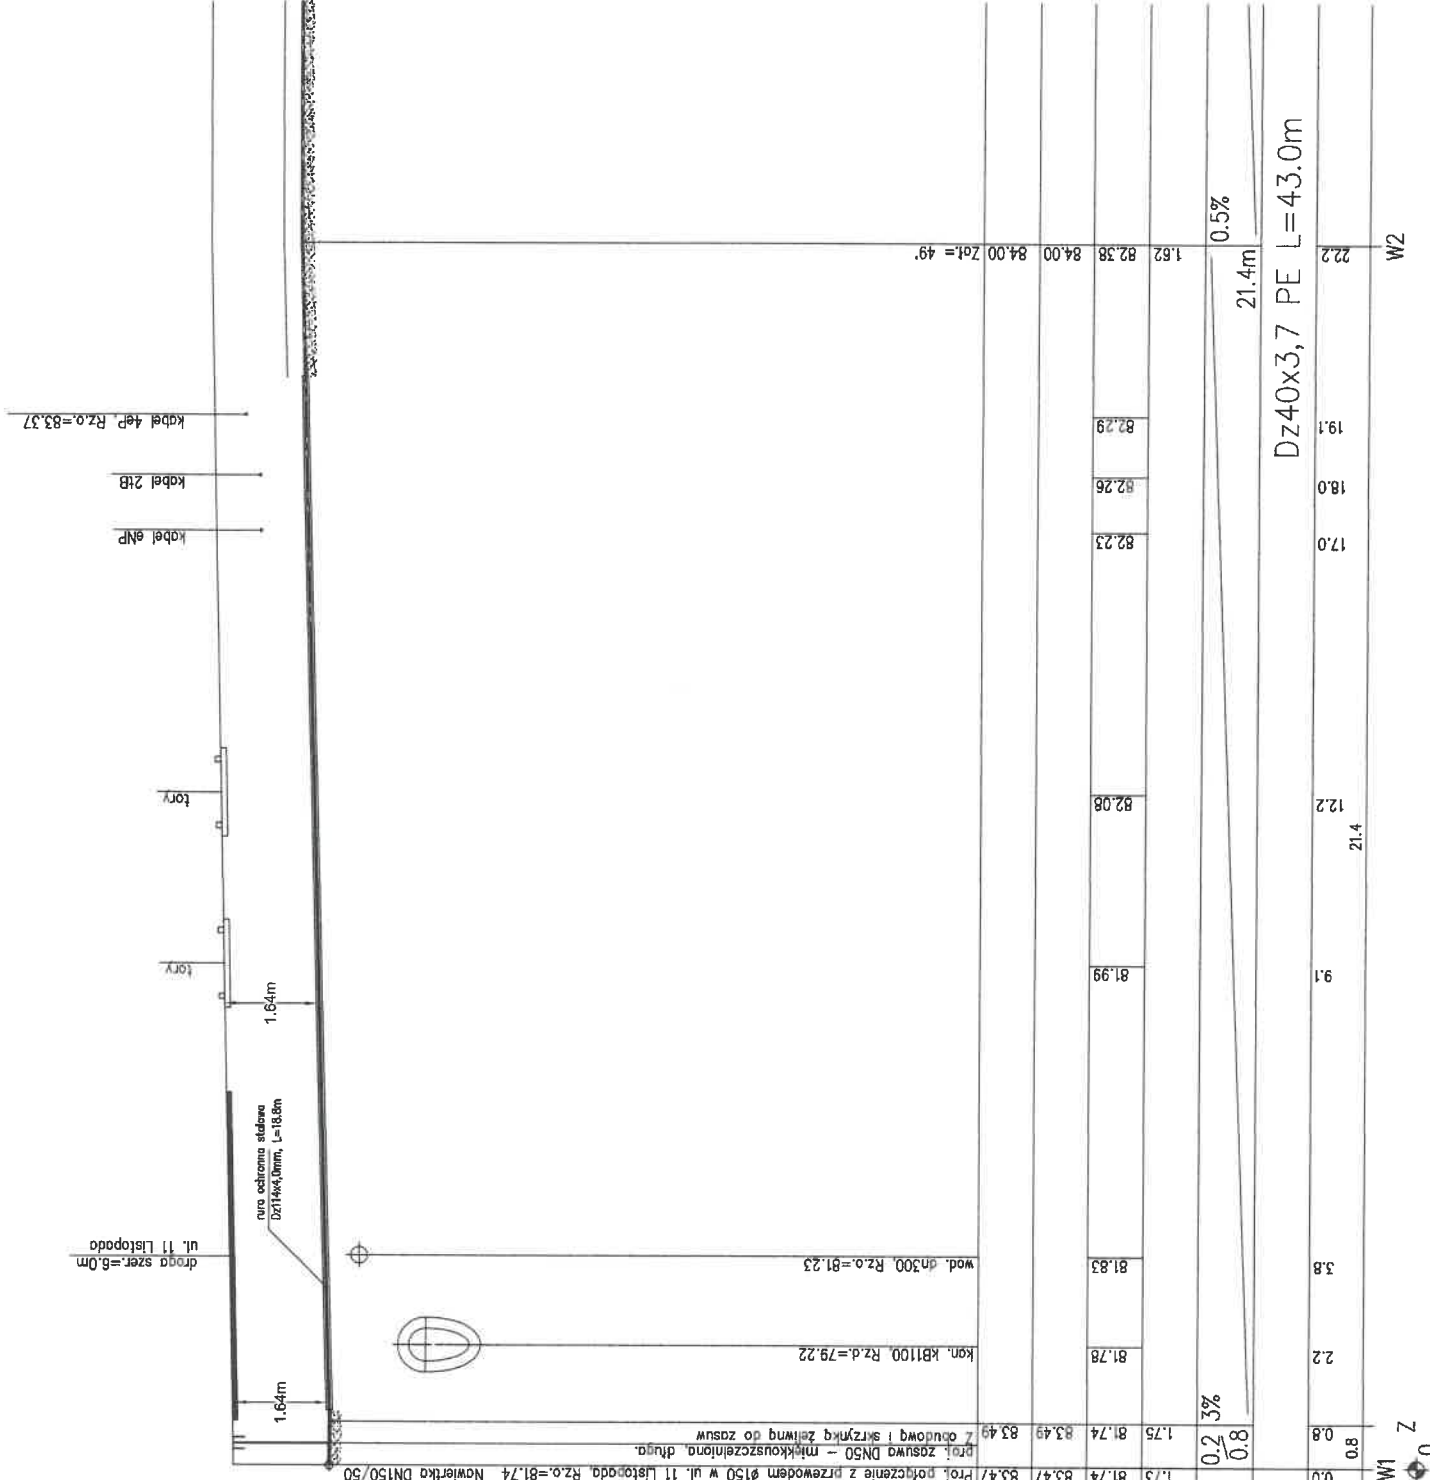 kabel 4eP, Rz.o.=83.37
kabel 2tB
kabel eNP
tory
tory
1.64m
rura ochronna stalowa
Dz114x4,0mm, L=18.8m
droga szer.=6.0m
ul. 11 Listopada
1.64m
Zał.= 49°
84.00
84.00
82.38
1.62
0.5%
21.4m
Dz40x3,7 PE L=43.0m
22.2
W2
82.29
19.1
82.26
18.0
82.23
17.0
82.08
12.2
21.4
81.99
9.1
wod. dn300, Rz.o.=81.23
81.83
3.8
kan. kB1100, Rz.d.=79.22
81.78
2.2
proj. zasuwa DN50 – miękkouszczelniona, długa.
Z obudową i skrzynką żeliwną do zasuw
83.49
83.49
81.74
1.75
3%
0.2
0.8
0.8
0.8
Z
Proj. połączenie z przewodem ø150 w ul. 11 Listopada, Rz.o.=81.74 Nawiertka DN150/50
83.47
83.47
81.74
1.73
0.0
W1
0